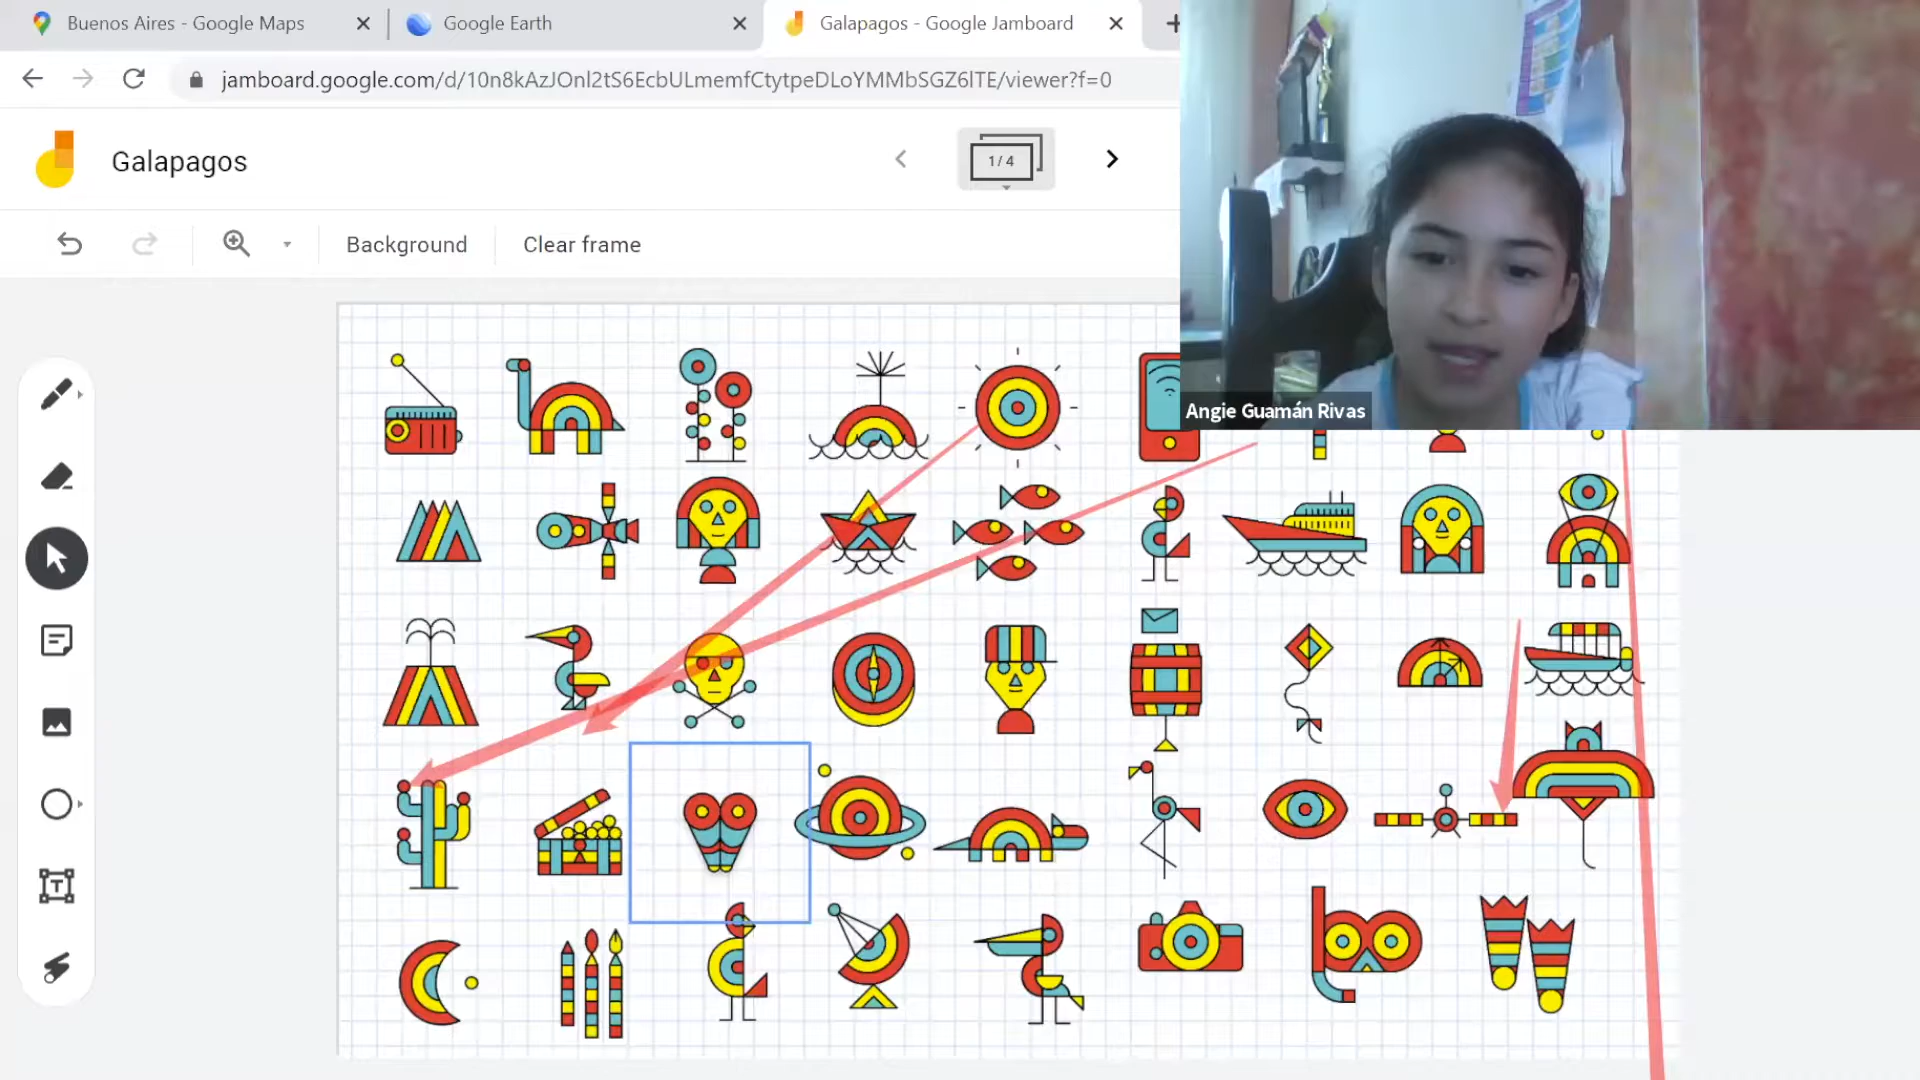 Buenos Aires - Google Maps
Google Earth
Galapagos - Google Jamboard
jamboard.google.com/d/10n8kAzJOnl2tS6EcbULmemfCtytpeDLoYMMbSGZ6lTE/viewer?f=0
Galapagos
1 / 4
Background
Clear frame
Angie Guamán Rivas
T